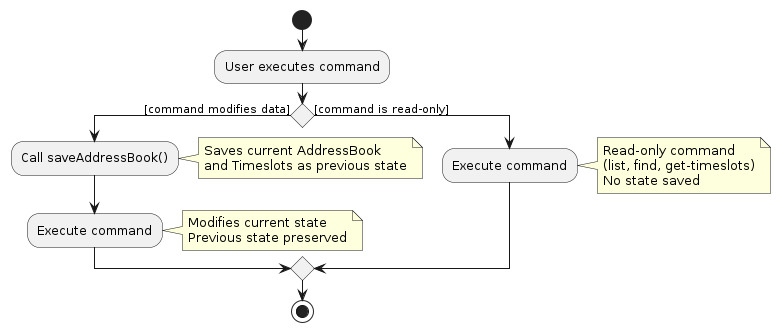 User executes command
[command modifies data]
[command is read-only]
Call saveAddressBook()
Saves current AddressBook
and Timeslots as previous state
Execute command
Modifies current state
Previous state preserved
Execute command
Read-only command
(list, find, get-timeslots)
No state saved